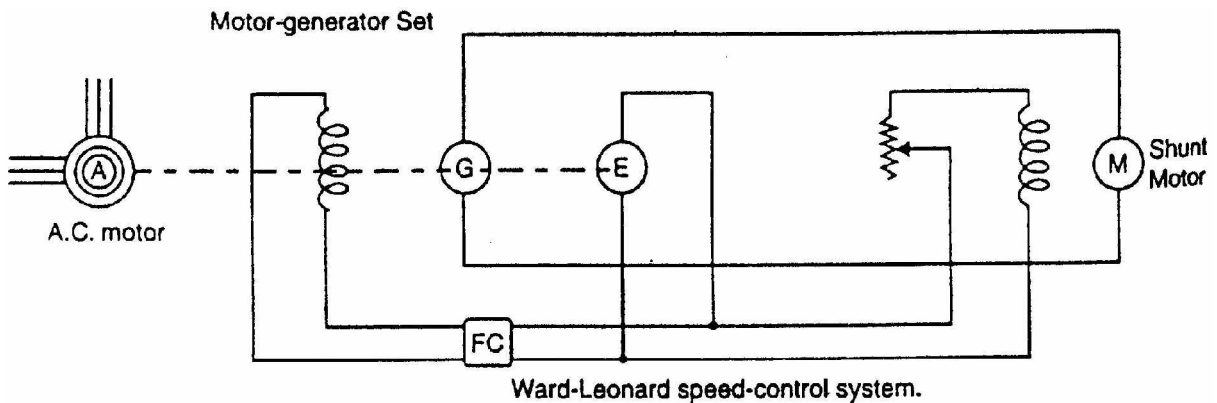 Motor-generator Set
A
G
E
M
Shunt
Motor
A.C. motor
FC
Ward-Leonard speed-control system.